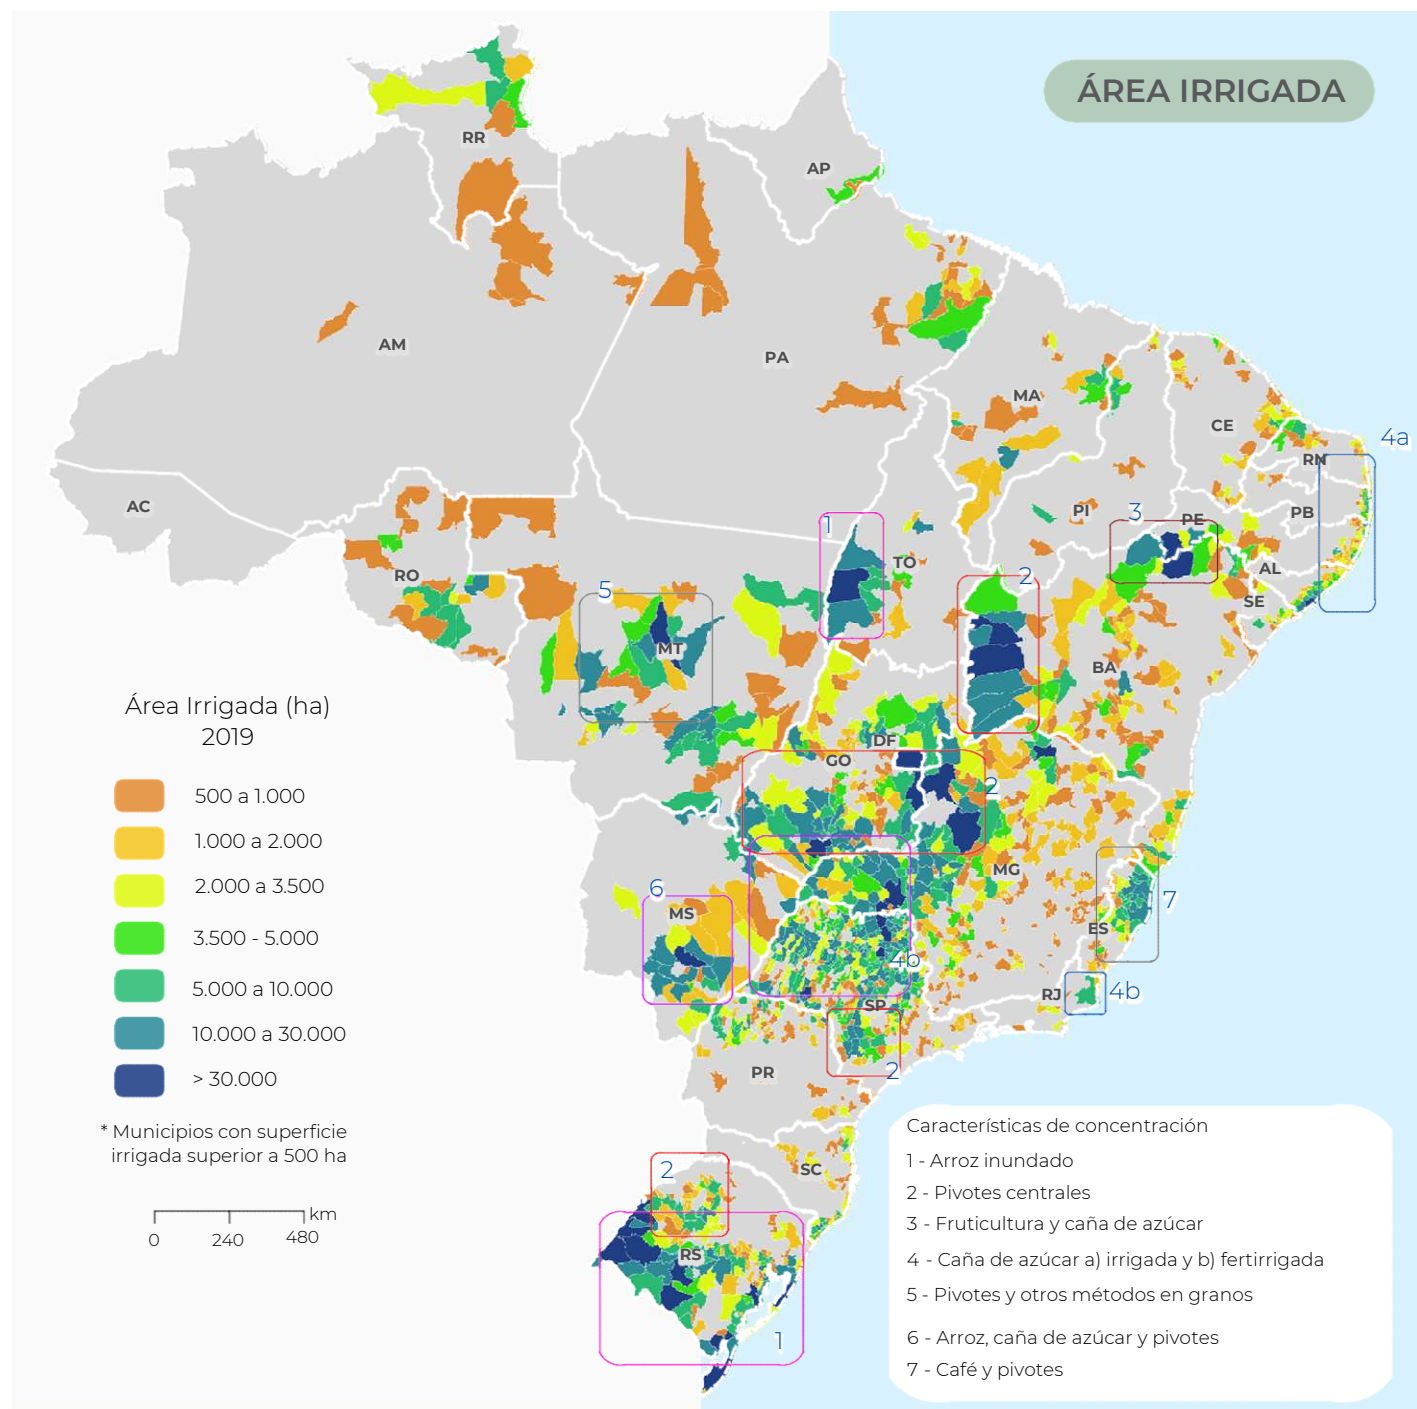 ÁREA IRRIGADA
RR
AP
AM
PA
MA
CE
4a
RN
AC
PI
3
PE
PB
1
TO
RO
2
AL
5
SE
MT
BA
Área Irrigada (ha)
2019
DF
GO
2
500 a 1.000
1.000 a 2.000
MG
2.000 a 3.500
6
MS
7
ES
3.500 - 5.000
4b
5.000 a 10.000
RJ
4b
SP
10.000 a 30.000
PR
2
> 30.000
* Municipios con superficie
irrigada superior a 500 ha
2
SC
km
0
240
480
RS
1
Características de concentración
1 - Arroz inundado
2 - Pivotes centrales
3 - Fruticultura y caña de azúcar
4 - Caña de azúcar a) irrigada y b) fertirrigada
5 - Pivotes y otros métodos en granos
6 - Arroz, caña de azúcar y pivotes
7 - Café y pivotes